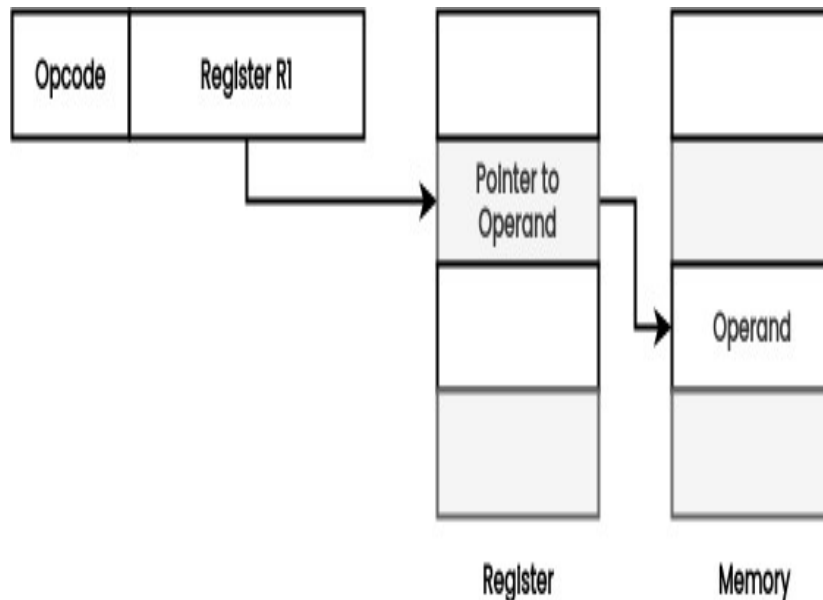 Opcode
Register R1
Pointer to
Operand
Operand
Register
Memory